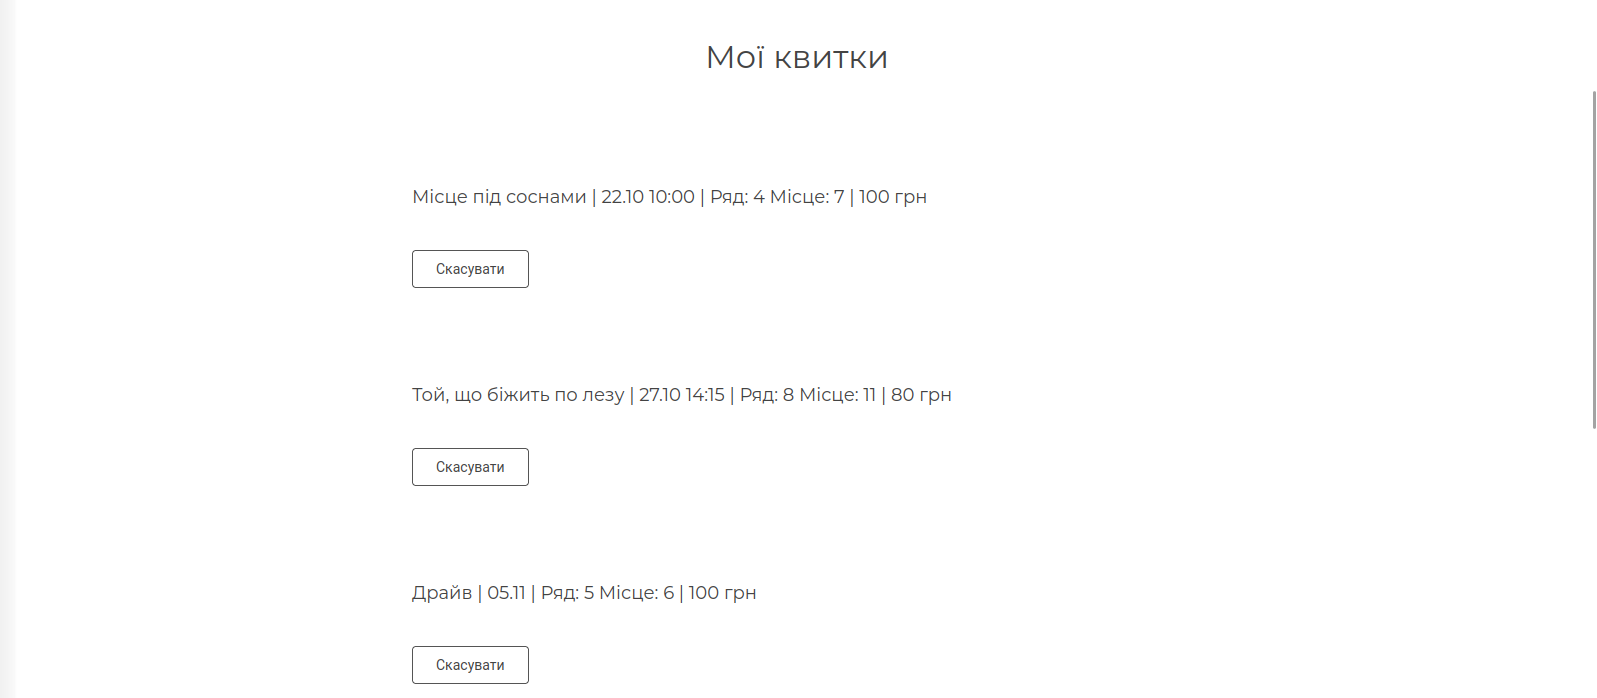 Мої квитки
Місце під соснами | 22.10 10:00 | Ряд: 4 Місце: 7 | 100 грн
Скасувати
Той, що біжить по лезу | 27.10 14:15 | Ряд: 8 Місце: 11 | 80 грн
Скасувати
Драйв | 05.11 | Ряд: 5 Місце: 6 | 100 грн
Скасувати